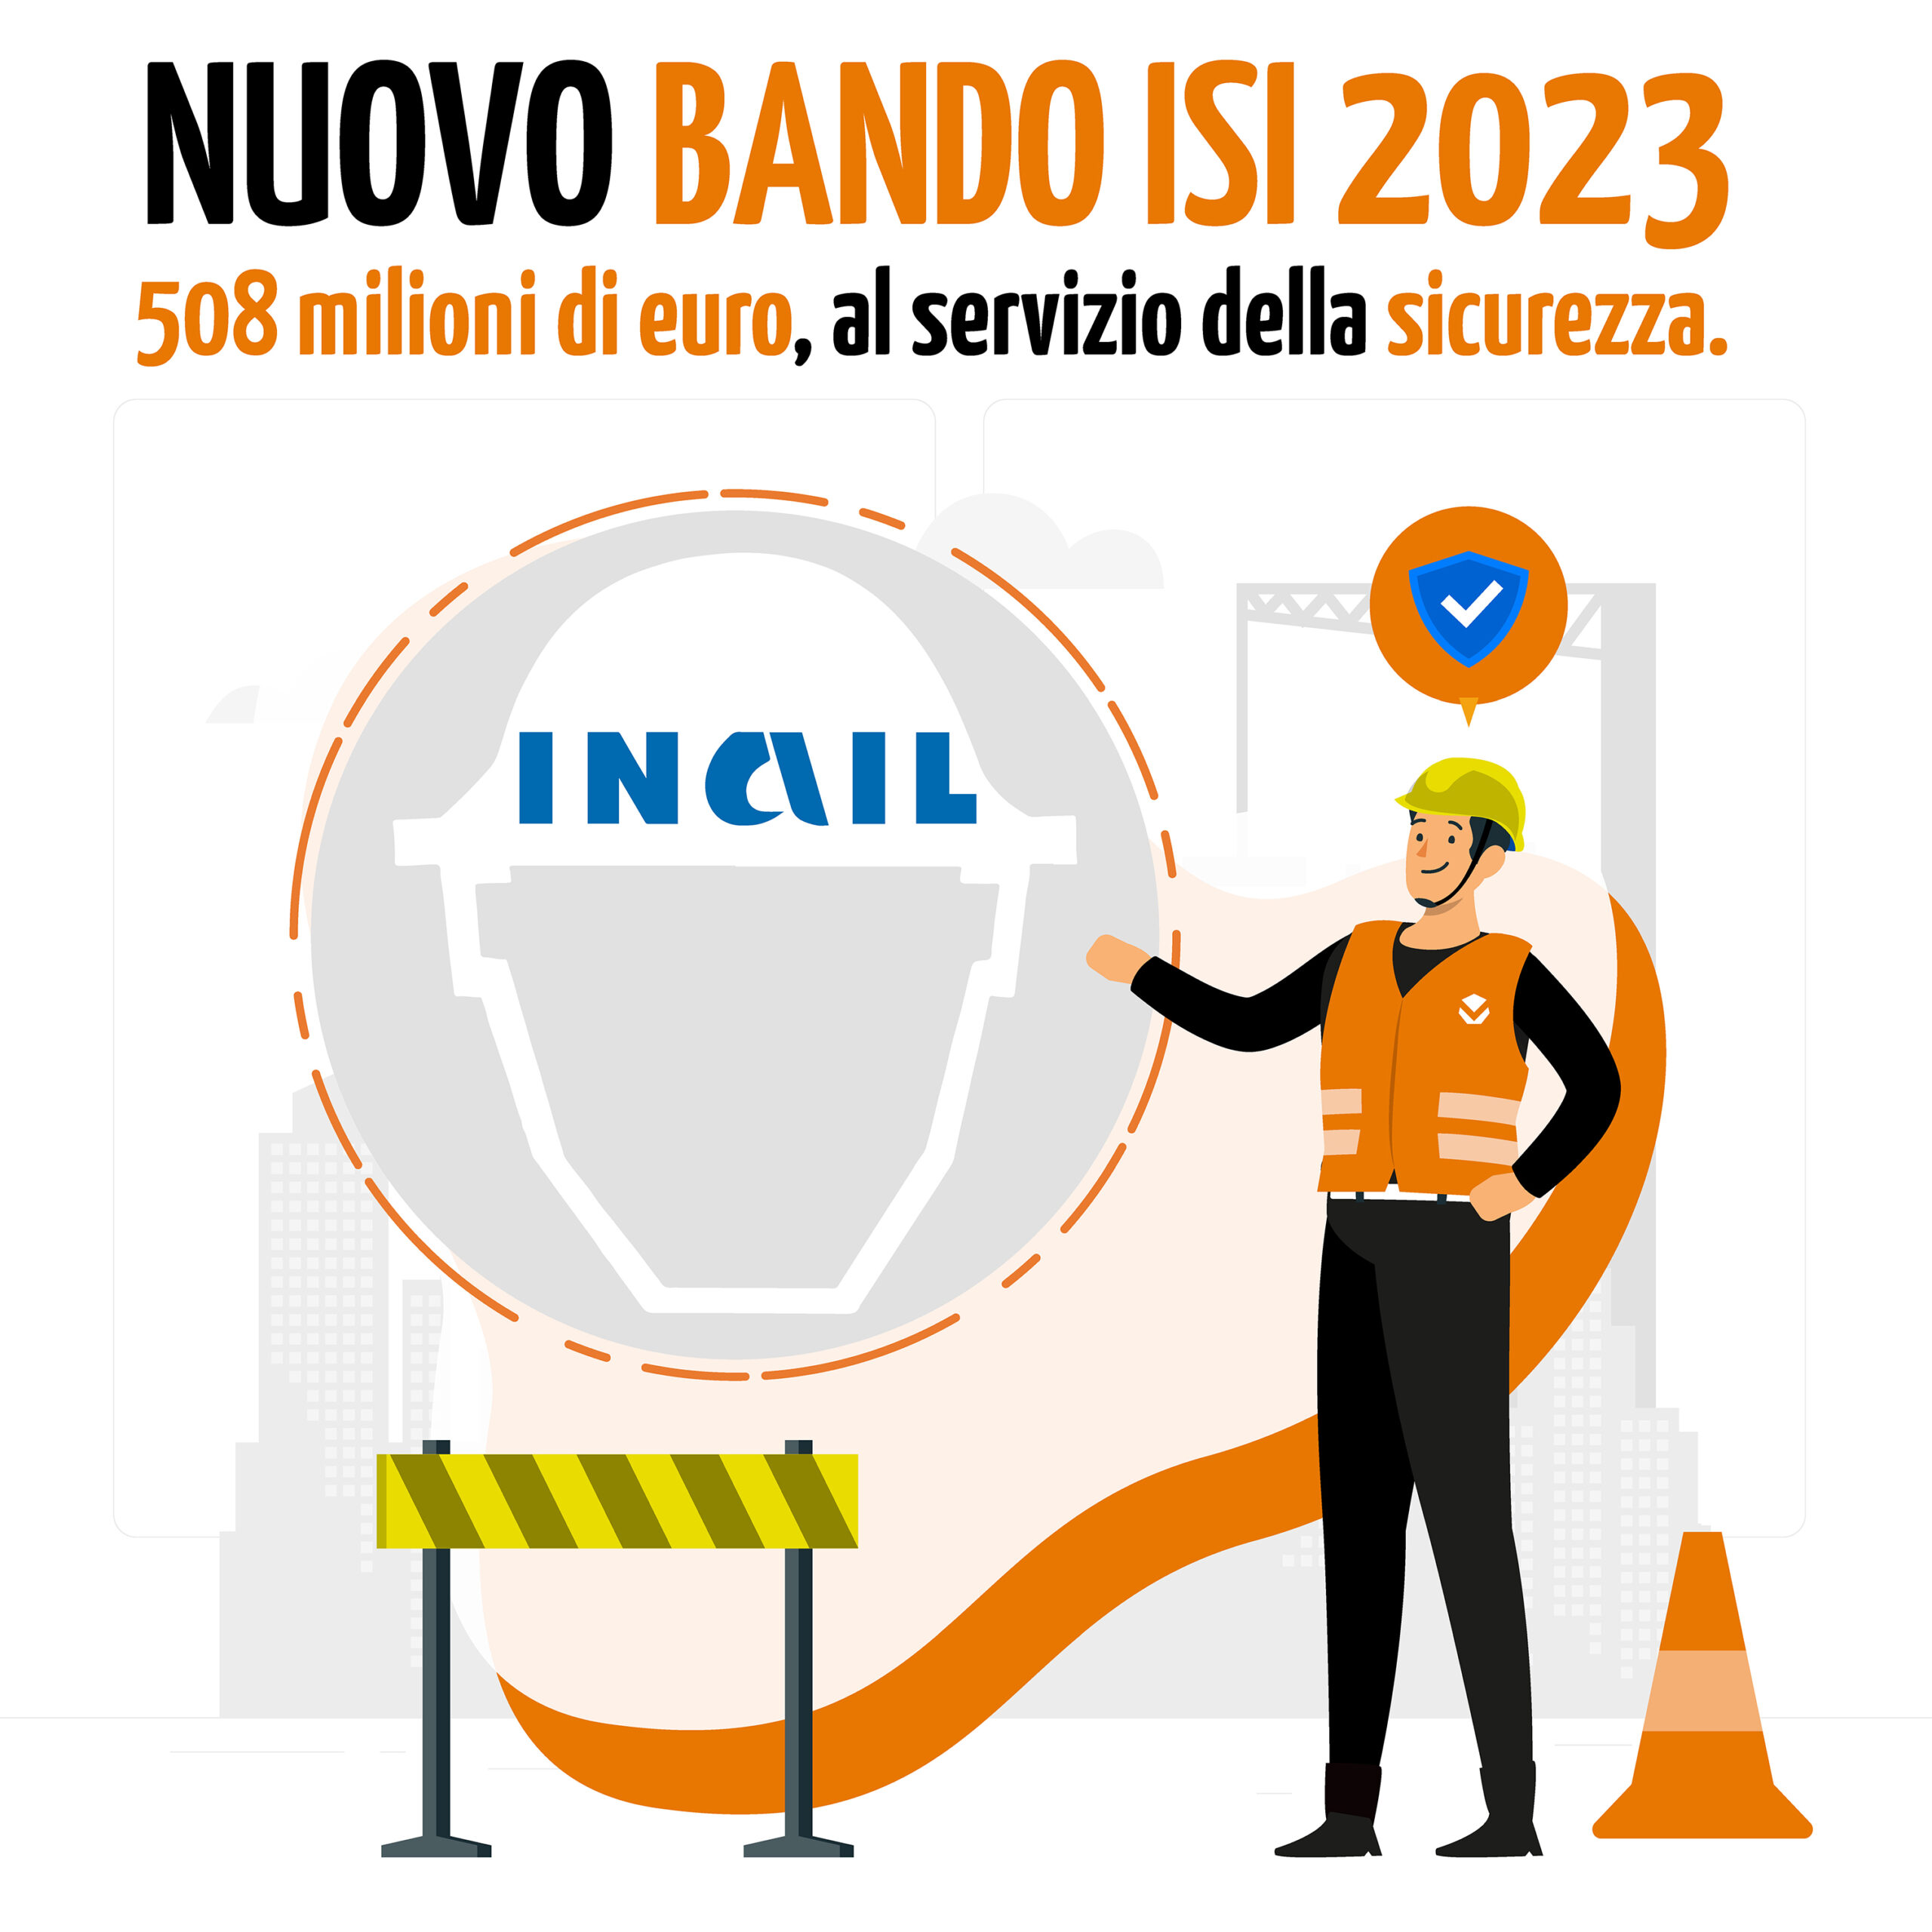 NUOVO BANDO ISI 2023
508 milioni di euro, al servizio della sicurezza.
INAIL